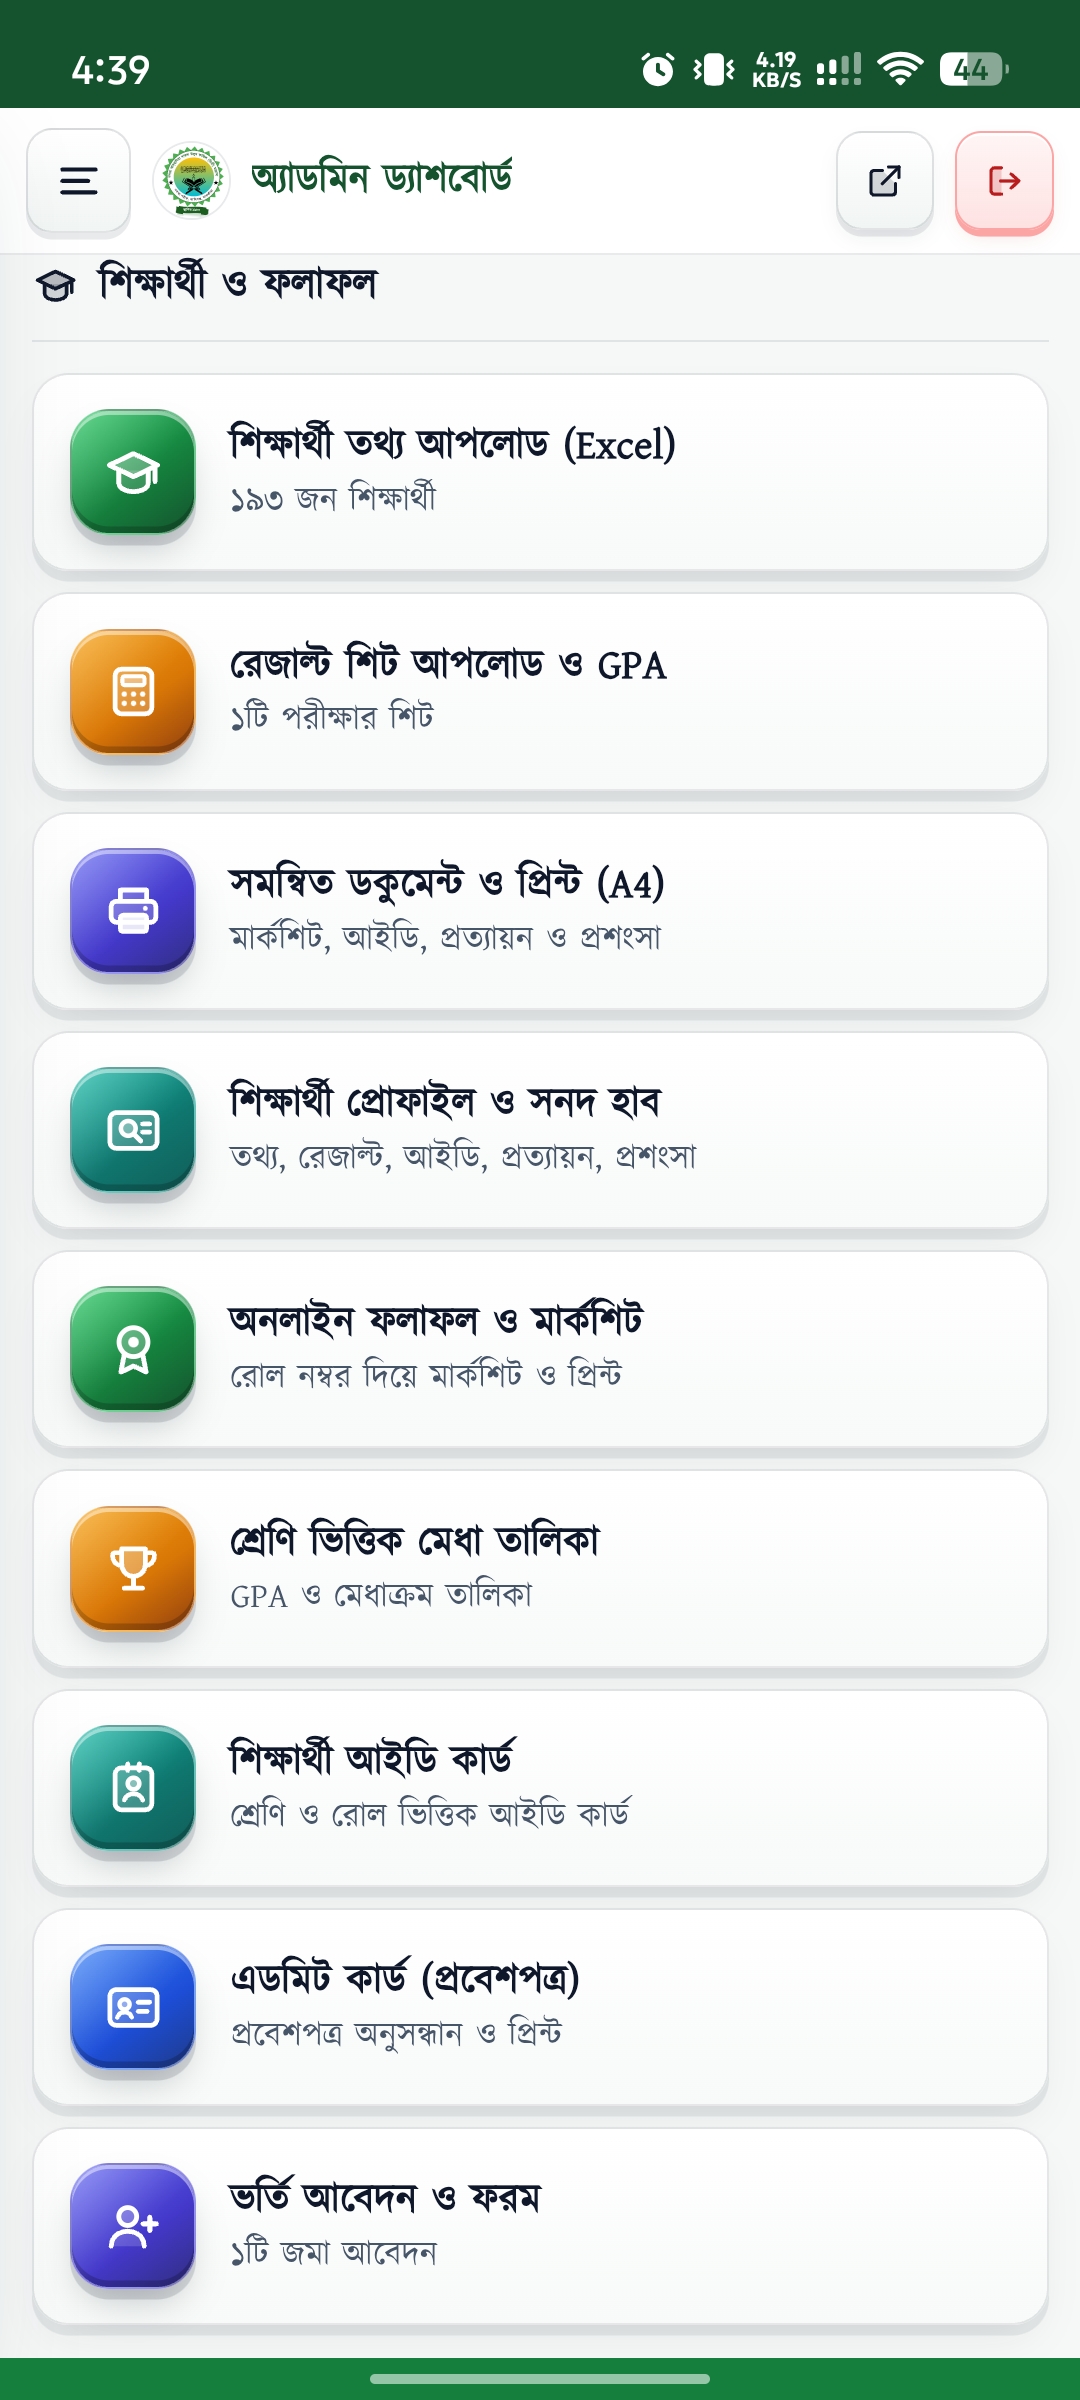 4:39
4.19
KB/S
44
অ্যাডমিন ড্যাশবোর্ড
শিক্ষার্থী ও ফলাফল
শিক্ষার্থী তথ্য আপলোড (Excel)
১৯৩ জন শিক্ষার্থী
রেজাল্ট শিট আপলোড ও GPA
১টি পরীক্ষার শিট
সমন্বিত ডকুমেন্ট ও প্রিন্ট (A4)
মার্কশিট, আইডি, প্রত্যায়ন ও প্রশংসা
শিক্ষার্থী প্রোফাইল ও সনদ হাব
তথ্য, রেজাল্ট, আইডি, প্রত্যায়ন, প্রশংসা
অনলাইন ফলাফল ও মার্কশিট
রোল নম্বর দিয়ে মার্কশিট ও প্রিন্ট
শ্রেণি ভিত্তিক মেধা তালিকা
GPA ও মেধাক্রম তালিকা
শিক্ষার্থী আইডি কার্ড
শ্রেণি ও রোল ভিত্তিক আইডি কার্ড
এডমিট কার্ড (প্রবেশপত্র)
প্রবেশপত্র অনুসন্ধান ও প্রিন্ট
ভর্তি আবেদন ও ফরম
১টি জমা আবেদন